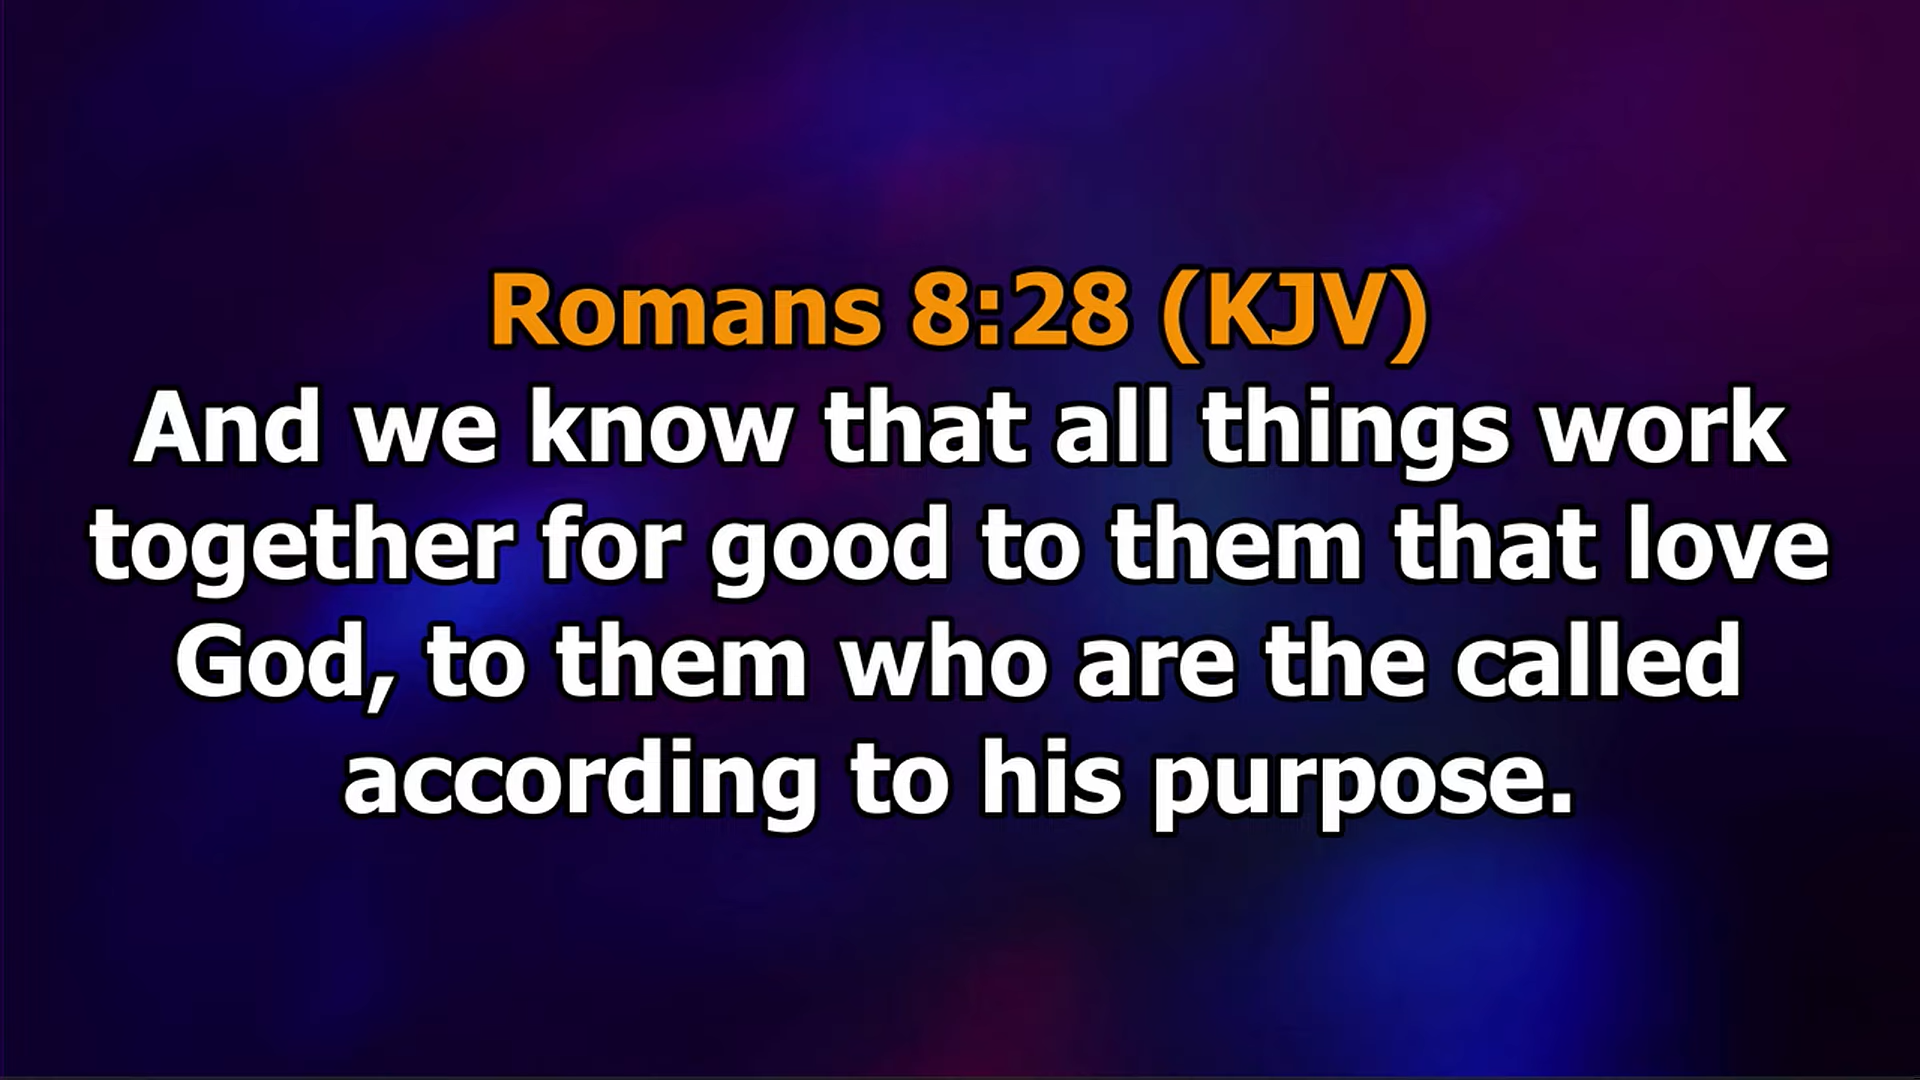 Romans 8:28 (KJV)
And we know that all things work
together for good to them that love
God, to them who are the called
according to his purpose.